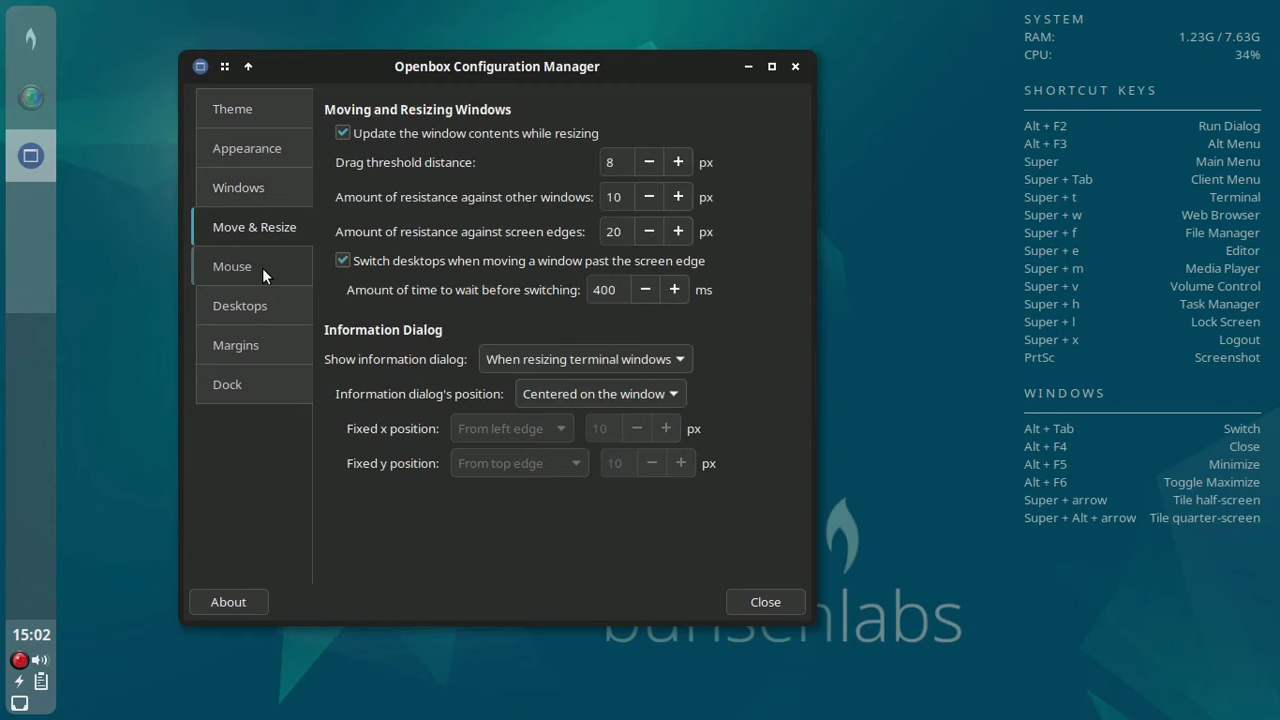 Openbox Configuration Manager
Theme
Appearance
Windows
Move & Resize
Mouse
Desktops
Margins
Dock
Moving and Resizing Windows
Update the window contents while resizing
Drag threshold distance: 8 px
Amount of resistance against other windows: 10 px
Amount of resistance against screen edges: 20 px
Switch desktops when moving a window past the screen edge
Amount of time to wait before switching: 400 ms
Information Dialog
Show information dialog: When resizing terminal windows
Information dialog's position: Centered on the window
Fixed x position: From left edge 10 px
Fixed y position: From top edge 10 px
About
Close
SYSTEM
RAM: 1.23G / 7.63G
CPU: 34%
SHORTCUT KEYS
Alt + F2 Run Dialog
Alt + F3 Alt Menu
Super Main Menu
Super + Tab Client Menu
Super + t Terminal
Super + w Web Browser
Super + f File Manager
Super + e Editor
Super + m Media Player
Super + v Volume Control
Super + h Task Manager
Super + l Lock Screen
Super + x Logout
PrtSc Screenshot
WINDOWS
Alt + Tab Switch
Alt + F4 Close
Alt + F5 Minimize
Alt + F6 Toggle Maximize
Super + arrow Tile half-screen
Super + Alt + arrow Tile quarter-screen
bunsenlabs
15:02